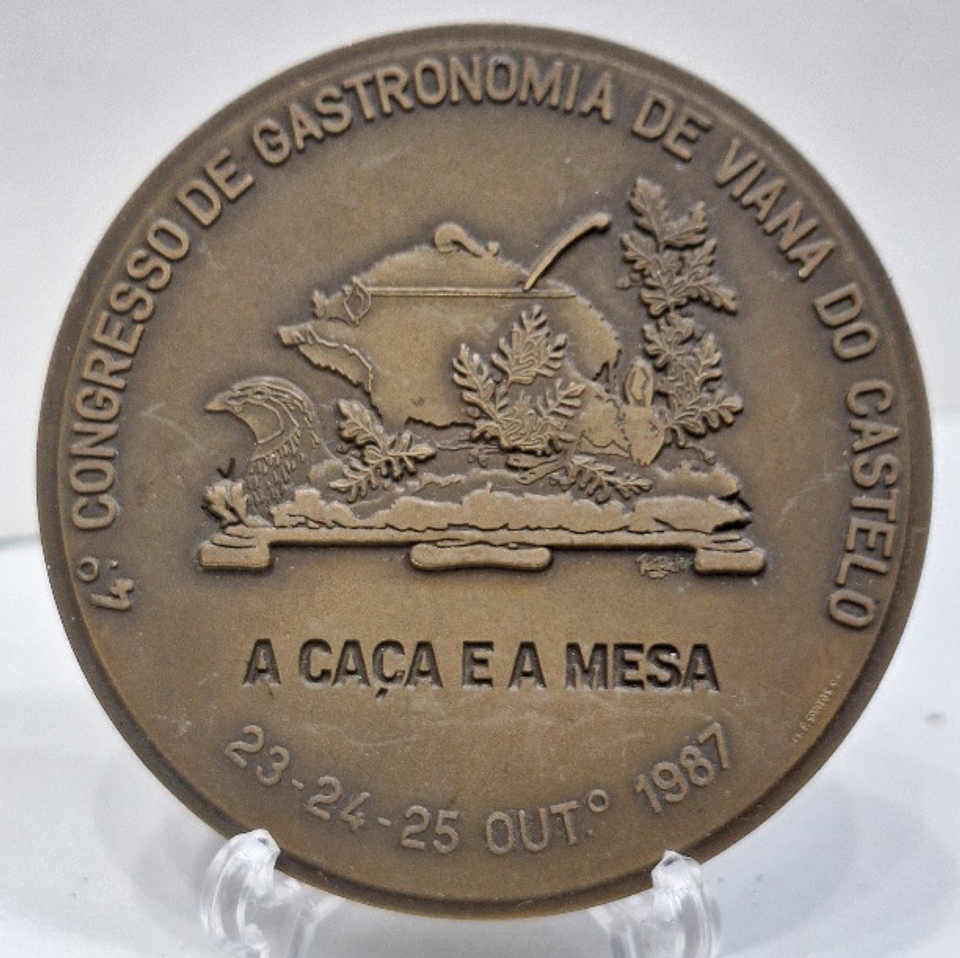 4.º CONGRESSO DE GASTRONOMIA DE VIANA DO CASTELO
A CAÇA E A MESA
23-24-25 OUT.º 1987